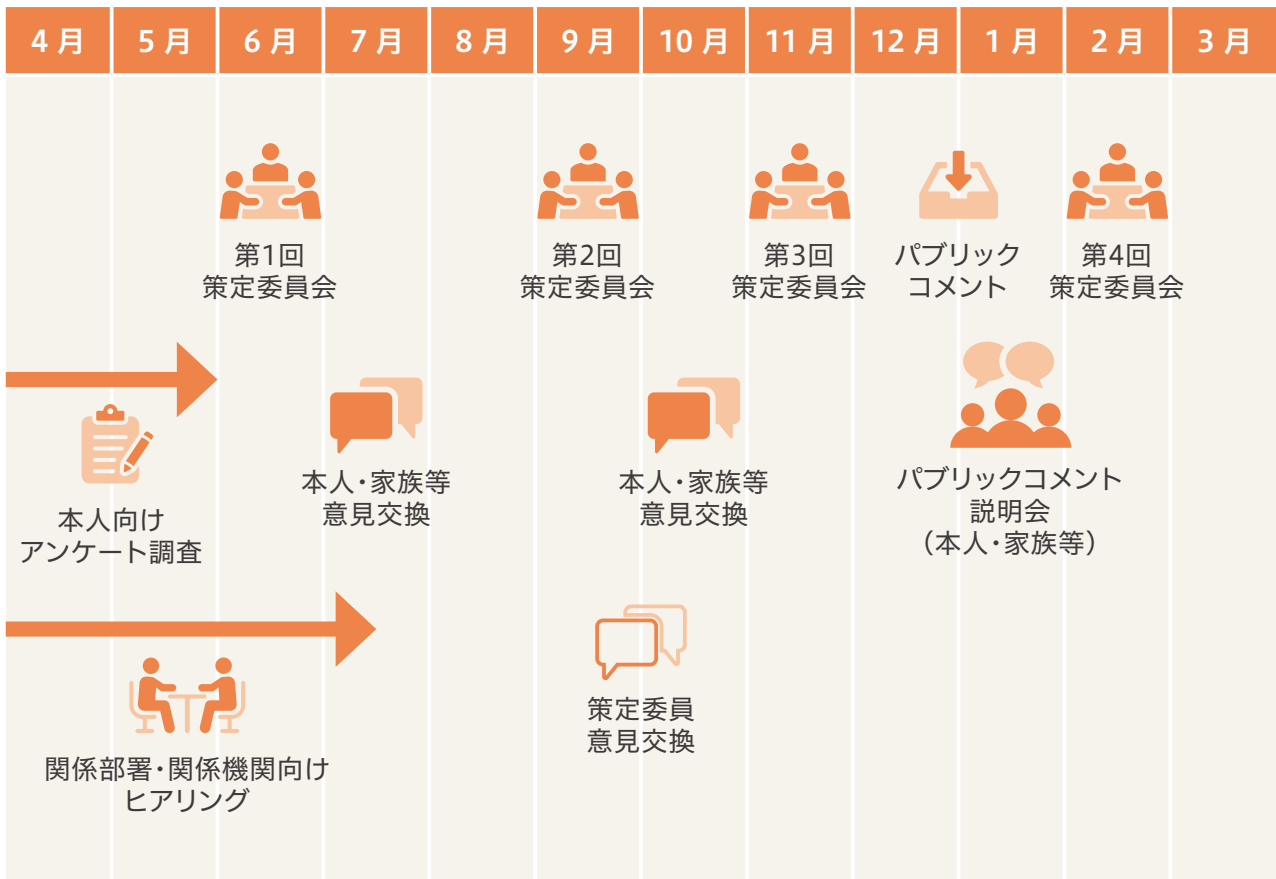 4月 5月 6月 7月 8月 9月 10月 11月 12月 1月 2月 3月
第1回
策定委員会
第2回
策定委員会
第3回
策定委員会
パブリック
コメント
第4回
策定委員会
本人向け
アンケート調査
本人・家族等
意見交換
本人・家族等
意見交換
パブリックコメント
説明会
（本人・家族等）
関係部署・関係機関向け
ヒアリング
策定委員
意見交換